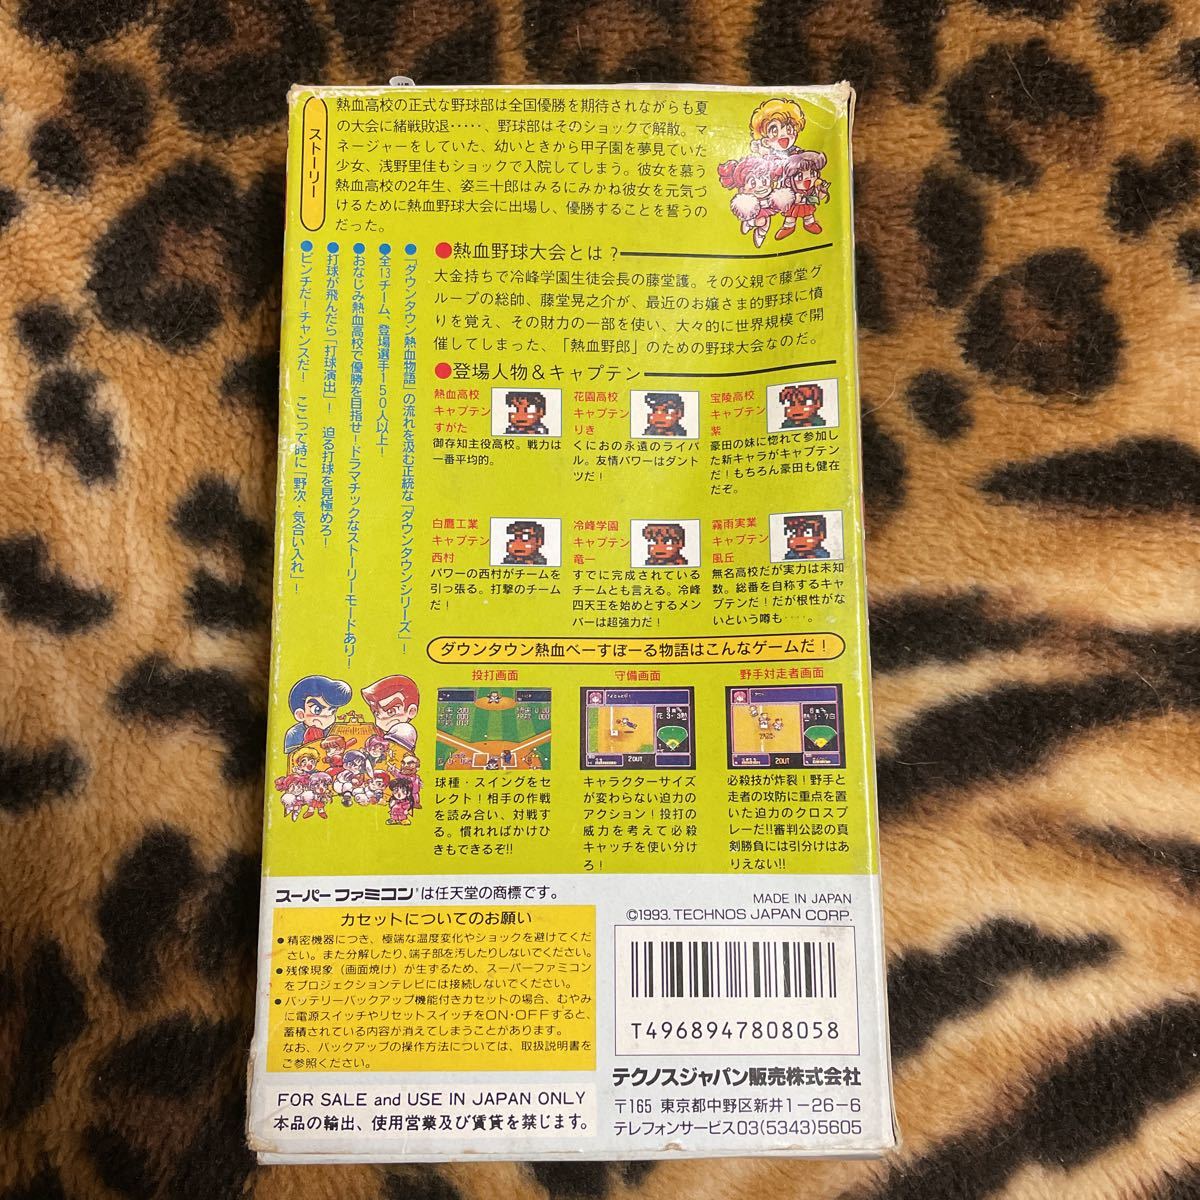 ストーリー
熱血高校の正式な野球部は全国優勝を期待されながらも夏
の大会に緒戦敗退‥‥‥、野球部はそのショックで解散。マ
ネージャーをしていた、幼いときから甲子園を夢見ていた
少女、浅野里佳もショックで入院してしまう。彼女を慕う
熱血高校の2年生、姿三十郎はみるにみかね彼女を元気づ
けるために熱血野球大会に出場し、優勝することを誓うの
だった。
●「ダウンタウン熱血物語」の流れを汲む正統な「ダウンタウンシリーズ」！
●全13チーム、登場選手150人以上！
●おなじみ熱血高校で優勝を目指せ！ドラマチックなストーリーモードあり！
●打球が飛んだら「打球演出」！ 迫る打球を見極めろ！
●ピンチだ！チャンスだ！ ここって時に「野次・気合い入れ」！
●熱血野球大会とは？
大金持ちで冷峰学園生徒会長の藤堂護。その父親で藤堂グ
ループの総帥、藤堂晃之介が、最近のお嬢さま的野球に憤
りを覚え、その財力の一部を使い、大々的に世界規模で開
催してしまった、「熱血野郎」のための野球大会なのだ。
●登場人物＆キャプテン
熱血高校
キャプテン
すがた
御存知主役高校。戦力は
一番平均的。
花園高校
キャプテン
りき
くにおの永遠のライバ
ル。友情パワーはダント
ツだ！
宝陵高校
キャプテン
紫
豪田の妹に惚れて参加し
た新キャラがキャプテン
だ！もちろん豪田も健在
だぞ。
白鷹工業
キャプテン
西村
パワーの西村がチームを
引っ張る。打撃のチーム
だ！
冷峰学園
キャプテン
竜一
すでに完成されている
チームとも言える。冷峰
四天王を始めとするメン
バーは超強力だ！
霧雨実業
キャプテン
風丘
無名高校だが実力は未知
数。総番を自称するキャ
プテンだ！だが根性がな
いという噂も‥‥。
ダウンタウン熱血べーすぼーる物語はこんなゲームだ！
投打画面
球種・スイングをセ
レクト！相手の作戦
を読み合い、対戦す
る。慣れればかけひ
きもできるぞ!!
守備画面
2OUT
キャラクターサイズ
が変わらない迫力の
アクション！投打の
威力を考えて必殺
キャッチを使い分け
ろ！
野手対走者画面
2OUT
必殺技が炸裂！野手と
走者の攻防に重点を置
いた迫力のクロスプ
レーだ!!審判公認の真
剣勝負には引分けはあ
りえない!!
スーパーファミコン®は任天堂の商標です。
カセットについてのお願い
●精密機器につき、極端な温度変化やショックを避けてくだ
さい。また分解したり、端子部を汚したりしないでください。
●残像現象（画面焼け）が生ずるため、スーパーファミコン
をプロジェクションテレビには接続しないでください。
●バッテリーバックアップ機能付きカセットの場合、むやみ
に電源スイッチやリセットスイッチをON・OFFすると、
蓄積されている内容が消えてしまうことがあります。
なお、バックアップの操作方法については、取扱説明書を
ご参照ください。
FOR SALE and USE IN JAPAN ONLY
本品の輸出、使用営業及び賃貸を禁じます。
MADE IN JAPAN
©1993. TECHNOS JAPAN CORP.
T4968947808058
テクノスジャパン販売株式会社
〒165 東京都中野区新井1-26-6
テレフォンサービス03(5343)5605